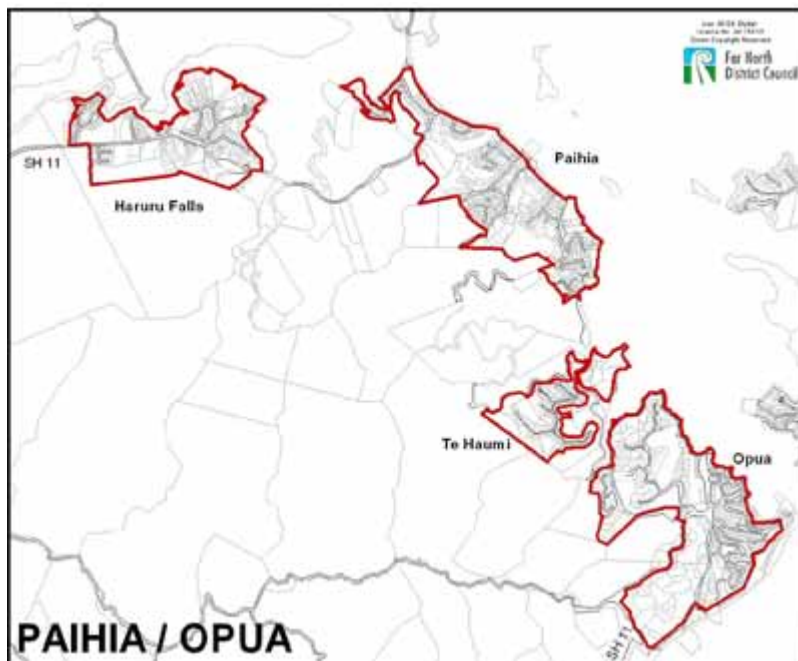 Far North
District Council
Paihia
SH 11
Haruru Falls
Te Haumi
Opua
SH 11
PAIHIA / OPUA